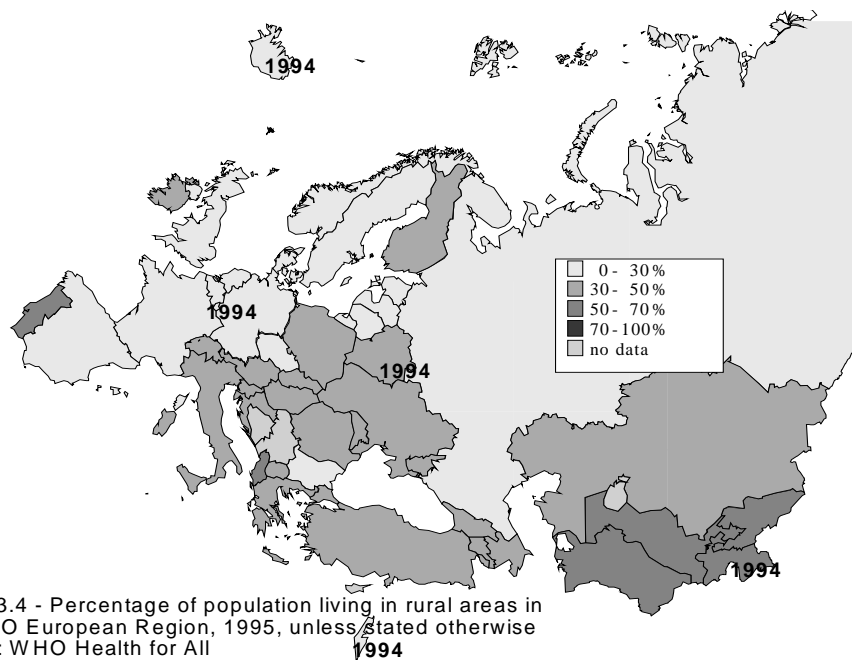 1994
0 - 30%
30 - 50%
50 - 70%
70-100%
no data
1994
1994
1994
3.4 - Percentage of population living in rural areas in
O European Region, 1995, unless stated otherwise
: WHO Health for All
1994